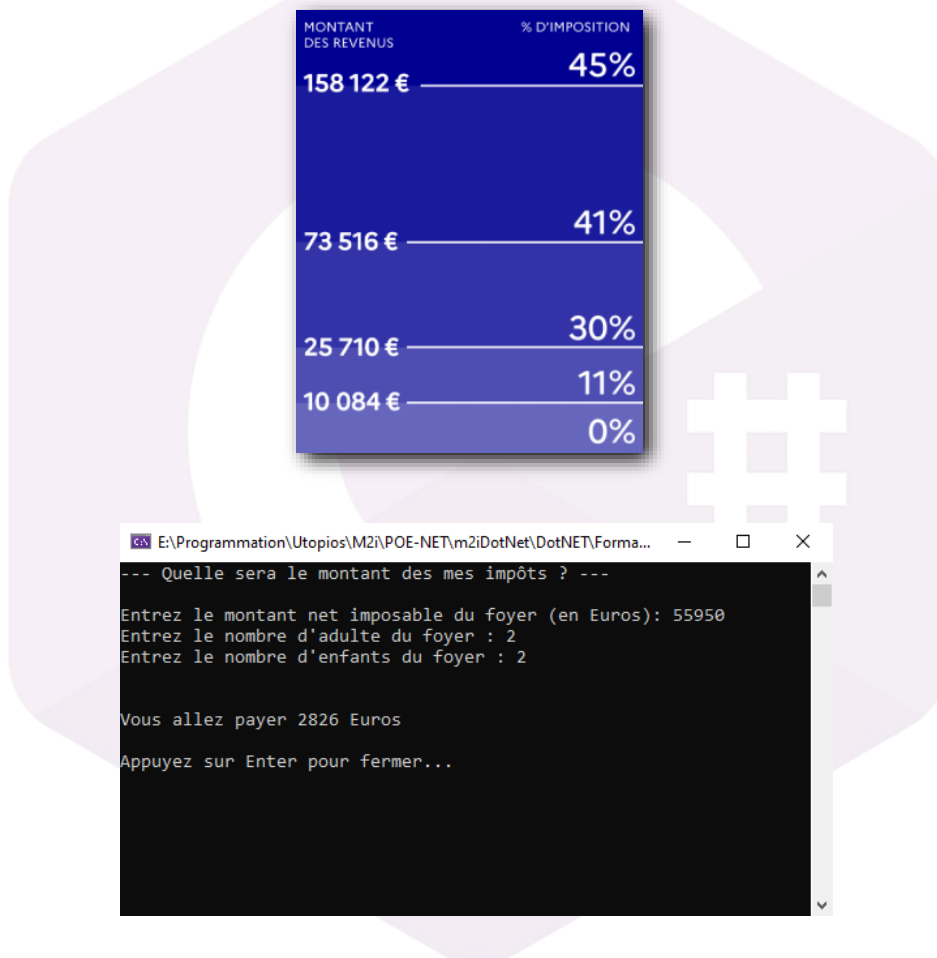 MONTANT
DES REVENUS
% D'IMPOSITION
45%
158 122 €
41%
73 516 €
30%
25 710 €
11%
10 084 €
0%
#
E:\Programmation\Utopios\M2i\POE-NET\m2iDotNet\DotNET\Forma...
--- Quelle sera le montant des mes impôts ? ---
Entrez le montant net imposable du foyer (en Euros): 55950
Entrez le nombre d'adulte du foyer : 2
Entrez le nombre d'enfants du foyer : 2
Vous allez payer 2826 Euros
Appuyez sur Enter pour fermer...